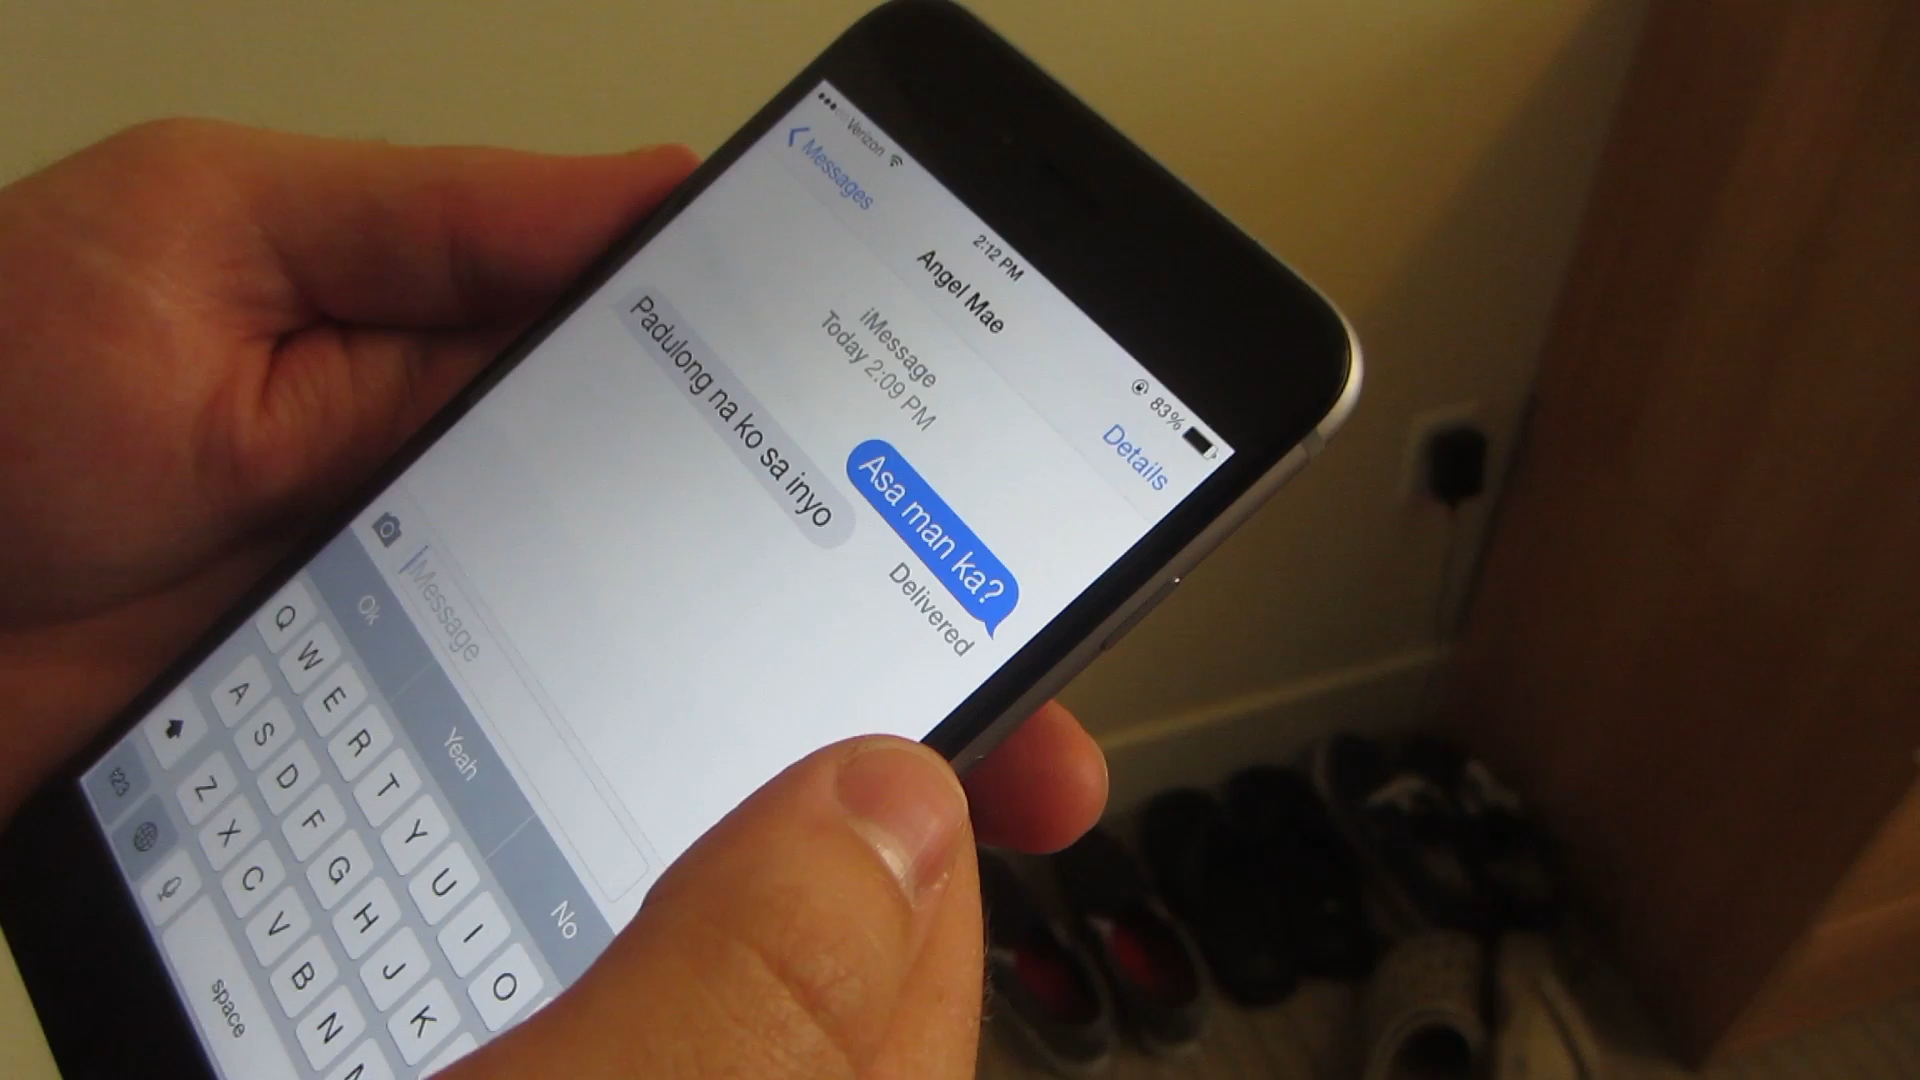 Verizon
2:12 PM
83%
Messages
Angel Mae
Details
iMessage
Today 2:09 PM
Asa man ka?
Delivered
Padulong na ko sa inyo
iMessage
Ok
Yeah
No
Q W E R T Y U I O
A S D F G H J K
Z X C V B N
123
space